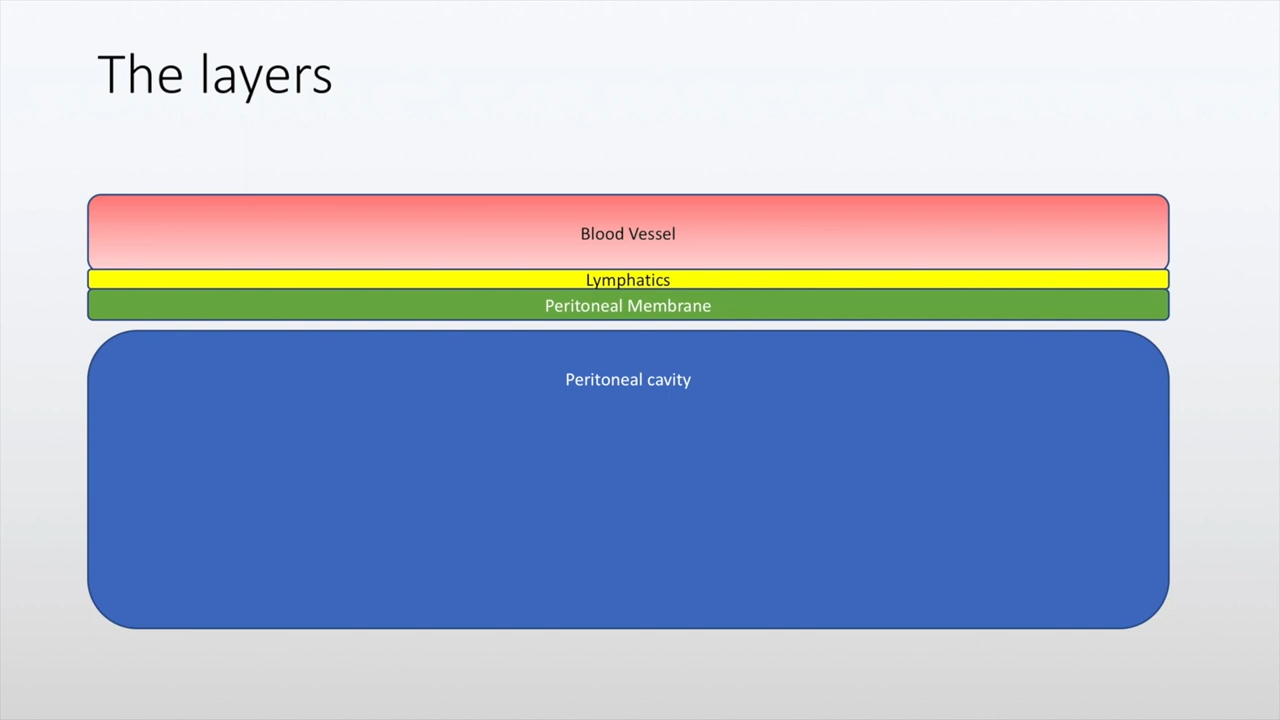 The layers
Blood Vessel
Lymphatics
Peritoneal Membrane
Peritoneal cavity